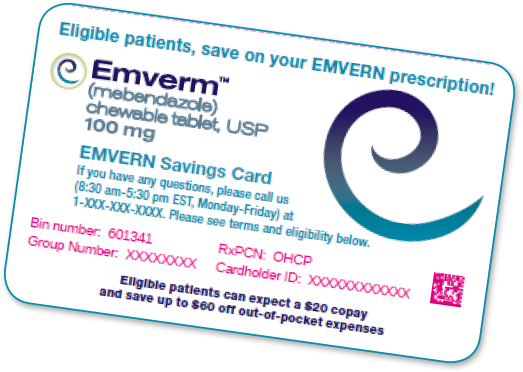 Eligible patients, save on your EMVERN prescription!
Emverm™
(mebendazole)
chewable tablet, USP
100 mg
EMVERN Savings Card
If you have any questions, please call us
(8:30 am-5:30 pm EST, Monday-Friday) at
1-XXX-XXX-XXXX. Please see terms and eligibility below.
Bin number: 601341
RxPCN: OHCP
Group Number: XXXXXXXX
Cardholder ID: XXXXXXXXXXXXX
Eligible patients can expect a $20 copay
and save up to $60 off out-of-pocket expenses